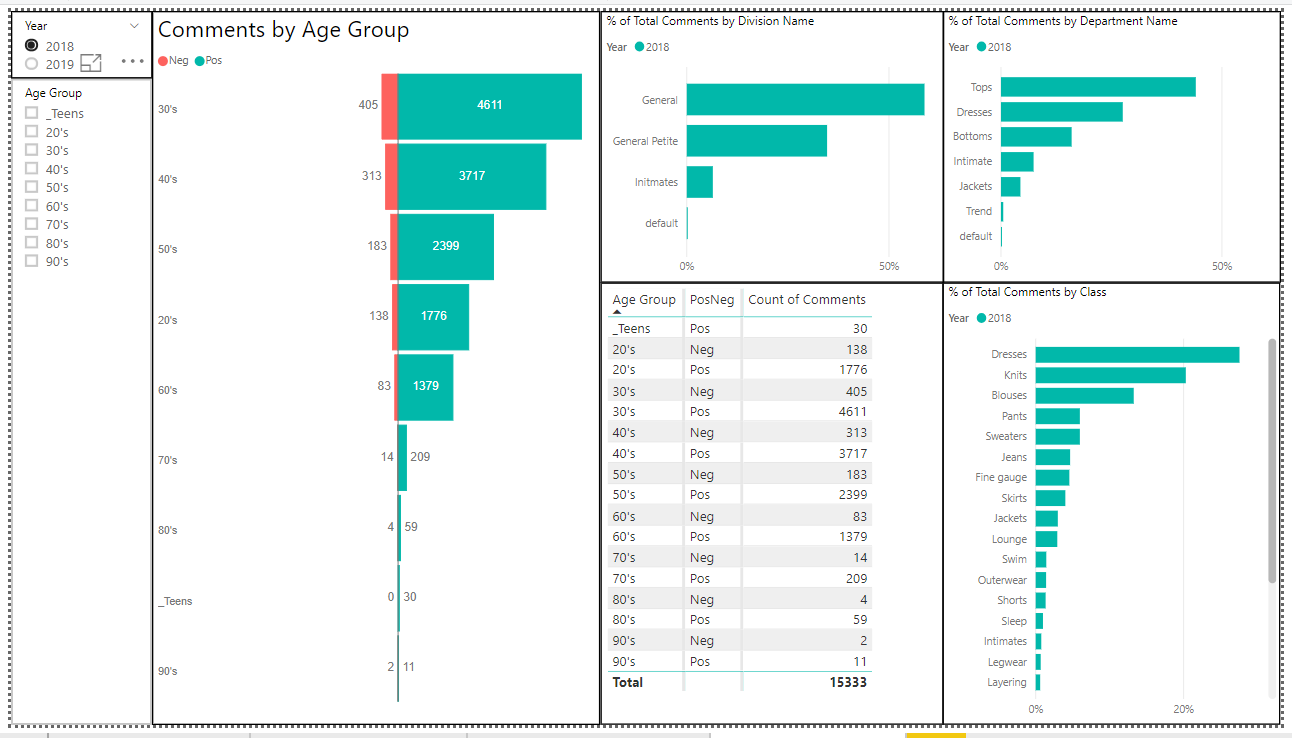 Year
2018
2019
Age Group
_Teens
20's
30's
40's
50's
60's
70's
80's
90's
Comments by Age Group
Neg Pos
30's 405 4611
40's 313 3717
50's 183 2399
20's 138 1776
60's 83 1379
70's 14 209
80's 4 59
_Teens 0 30
90's 2 11
% of Total Comments by Division Name
Year 2018
General
General Petite
Initmates
default
0% 50%
% of Total Comments by Department Name
Year 2018
Tops
Dresses
Bottoms
Intimate
Jackets
Trend
default
0% 50%
Age Group PosNeg Count of Comments
_Teens Pos 30
20's Neg 138
20's Pos 1776
30's Neg 405
30's Pos 4611
40's Neg 313
40's Pos 3717
50's Neg 183
50's Pos 2399
60's Neg 83
60's Pos 1379
70's Neg 14
70's Pos 209
80's Neg 4
80's Pos 59
90's Neg 2
90's Pos 11
Total 15333
% of Total Comments by Class
Year 2018
Dresses
Knits
Blouses
Pants
Sweaters
Jeans
Fine gauge
Skirts
Jackets
Lounge
Swim
Outerwear
Shorts
Sleep
Intimates
Legwear
Layering
0% 20%